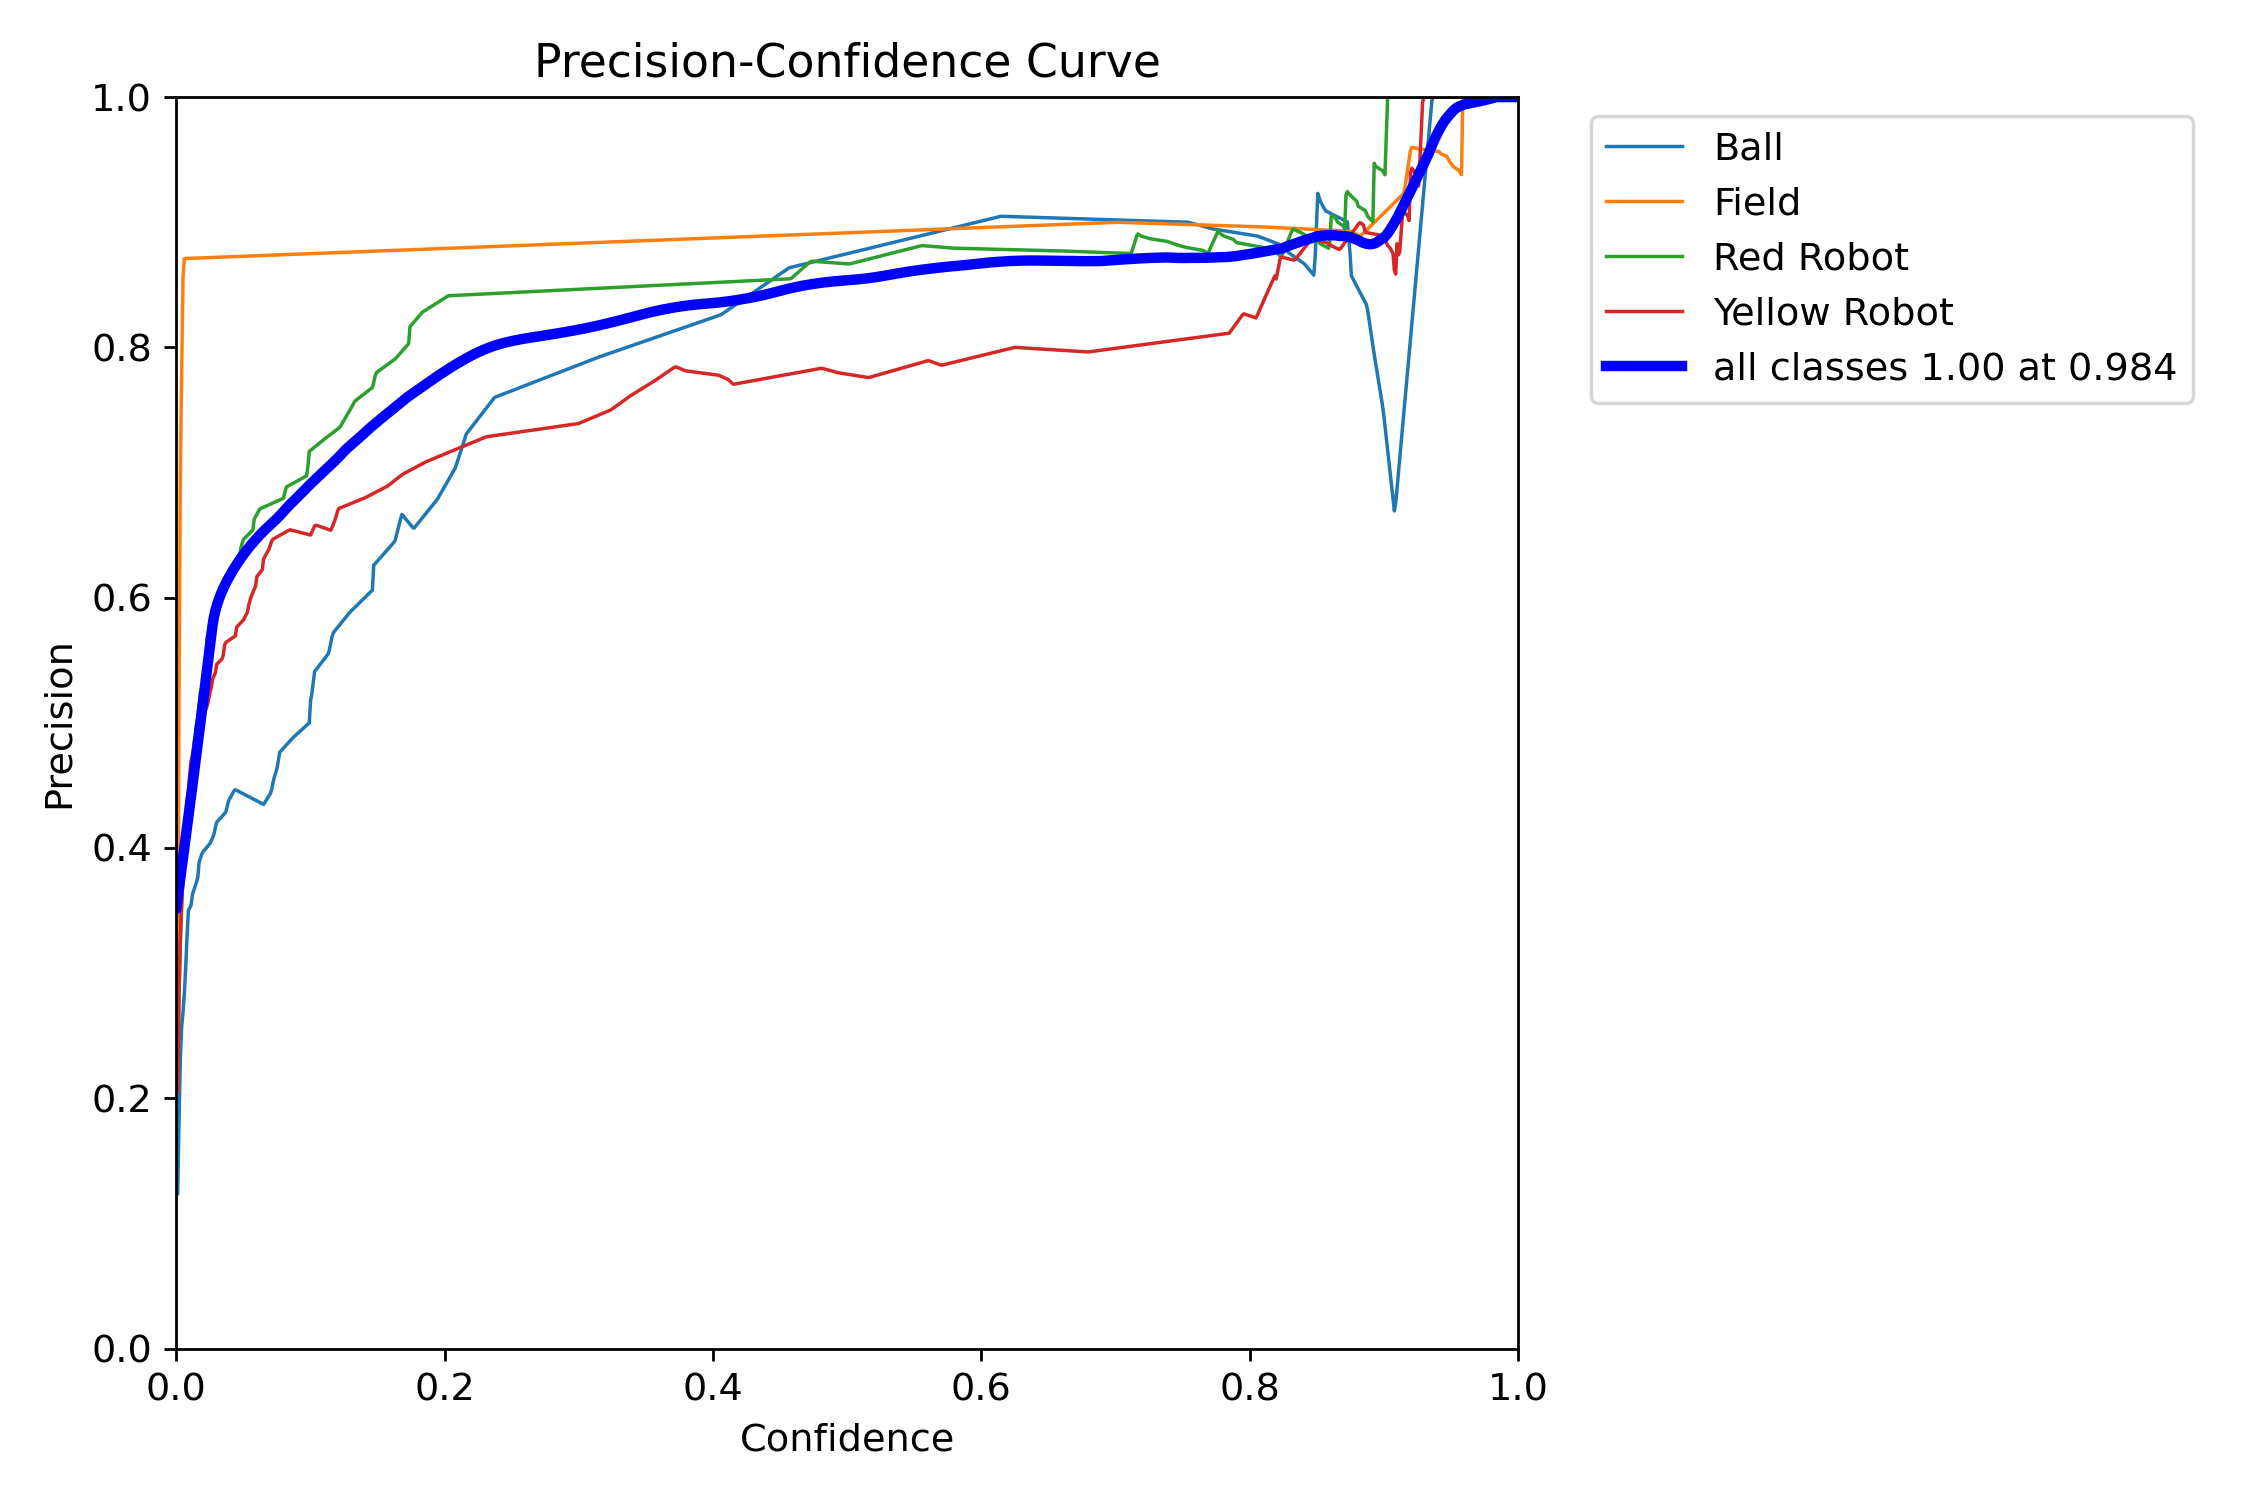 Precision-Confidence Curve
1.0
0.8
0.6
0.4
0.2
0.0
Precision
0.0 0.2 0.4 0.6 0.8 1.0
Confidence
Ball
Field
Red Robot
Yellow Robot
all classes 1.00 at 0.984